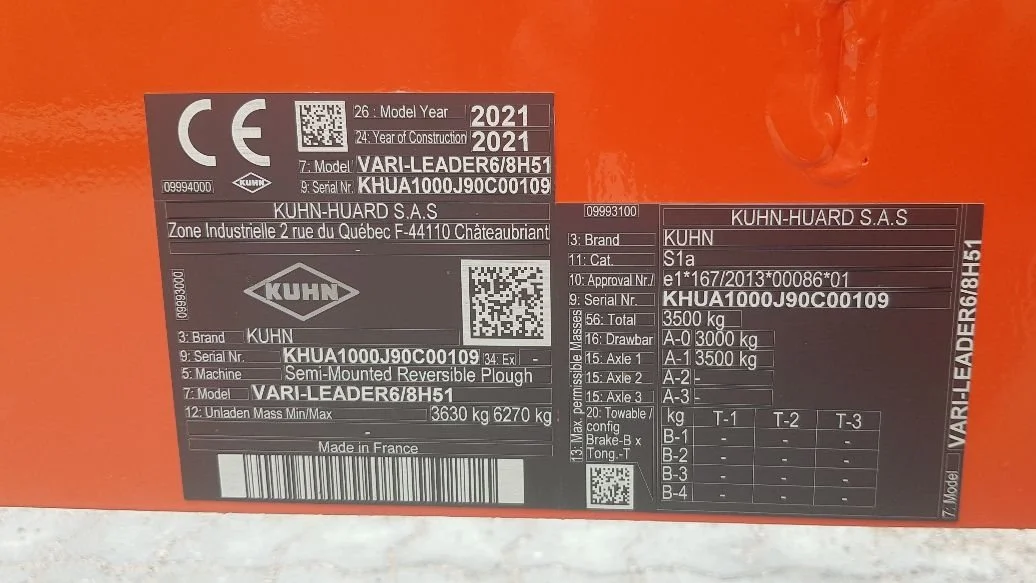 CE
26 : Model Year 2021
24: Year of Construction 2021
7: Model VARI-LEADER6/8H51
09994000 KUHN 9: Serial Nr. KHUA1000J90C00109
KUHN-HUARD S.A.S
Zone Industrielle 2 rue du Québec F-44110 Châteaubriant
-
09993000
KUHN
3: Brand KUHN
9: Serial Nr. KHUA1000J90C00109 34: Ex -
5: Machine Semi-Mounted Reversible Plough
7: Model VARI-LEADER6/8H51
12: Unladen Mass Min/Max 3630 kg 6270 kg
-
Made in France
09993100 KUHN-HUARD S.A.S
3: Brand KUHN
11: Cat. S1a
10: Approval Nr./ e1*167/2013*00086*01
9: Serial Nr. KHUA1000J90C00109
13: Max. permissible Masses
56: Total 3500 kg
16: Drawbar A-0 3000 kg
15: Axle 1 A-1 3500 kg
15: Axle 2 A-2 -
15: Axle 3 A-3 -
20: Towable / kg T-1 T-2 T-3
config B-1 - - -
Brake-B x B-2 - - -
Tong.-T B-3 - - -
B-4 - - -
7: Model VARI-LEADER6/8H51